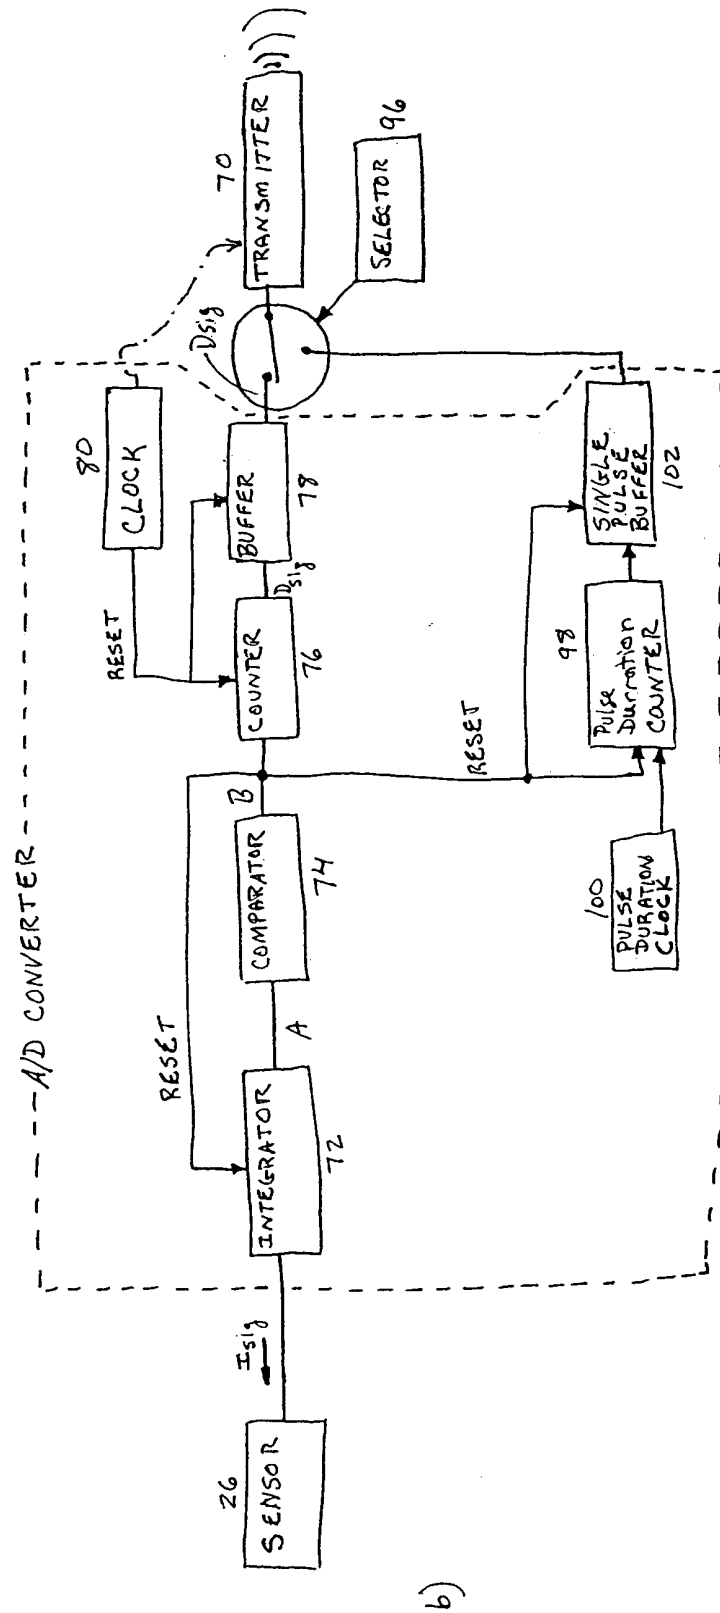 A/D CONVERTER
80
CLOCK
RESET
RESET
70
TRANSMITTER
Dsig
26
SENSOR
Isig
INTEGRATOR
72
A
COMPARATOR
74
B
COUNTER
76
Dsig
BUFFER
78
SELECTOR
96
RESET
100
PULSE
DURATION
CLOCK
98
Pulse
Durration
COUNTER
SINGLE
PULSE
BUFFER
102
b)